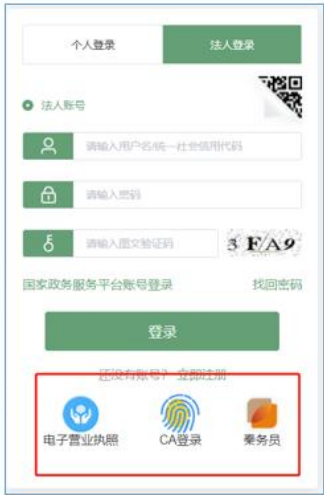 个人登录 法人登录
法人账号
请输入用户名/统一社会信用代码
请输入密码
请输入图文验证码 3 F A 9
国家政务服务平台账号登录 找回密码
登录
还没有账号? 立即注册
电子营业执照 CA登录 秦务员